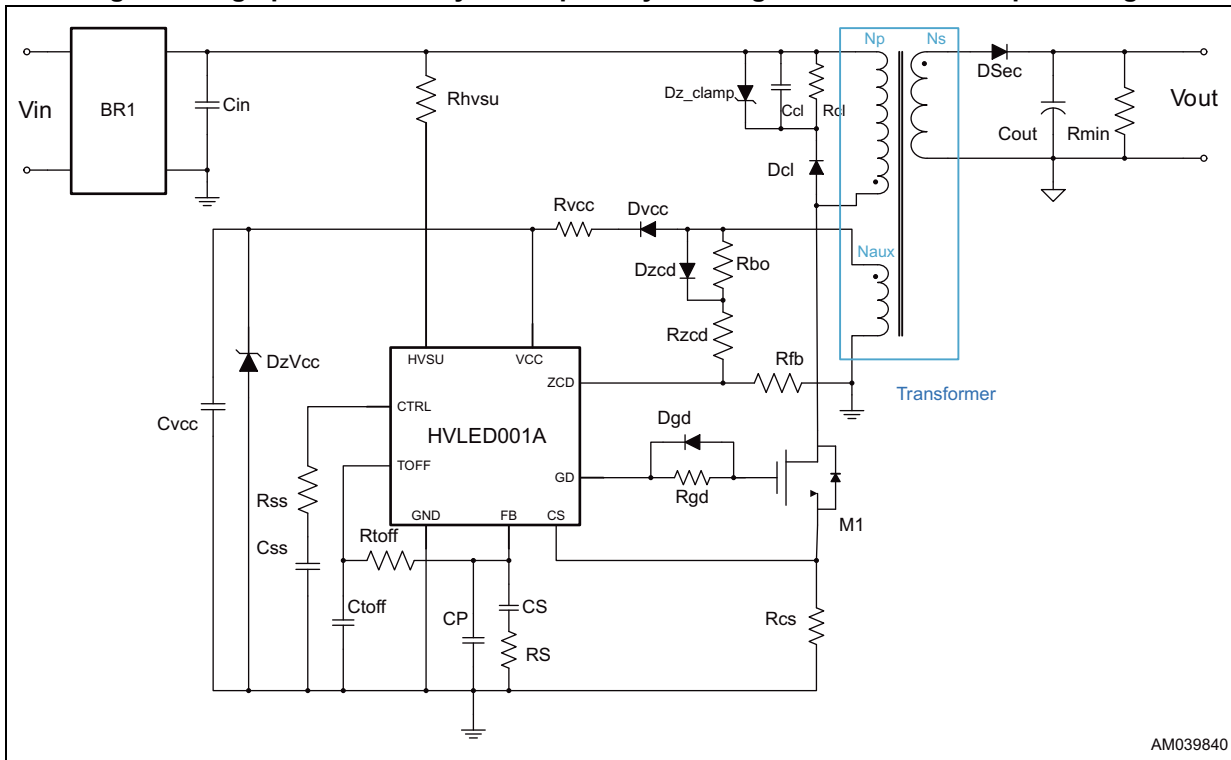 Np
Ns
DSec
Vin
BR1
Cin
Rhvsu
Dz_clamp
Ccl
Rcl
Cout
Rmin
Vout
Dcl
Rvcc
Dvcc
Dzcd
Rbo
Naux
Rzcd
Rfb
Transformer
DzVcc
Cvcc
HVSU
VCC
ZCD
CTRL
HVLED001A
TOFF
GD
GND
FB
CS
Dgd
Rgd
M1
Rss
Css
Rtoff
Ctoff
CP
CS
RS
Rcs
AM039840